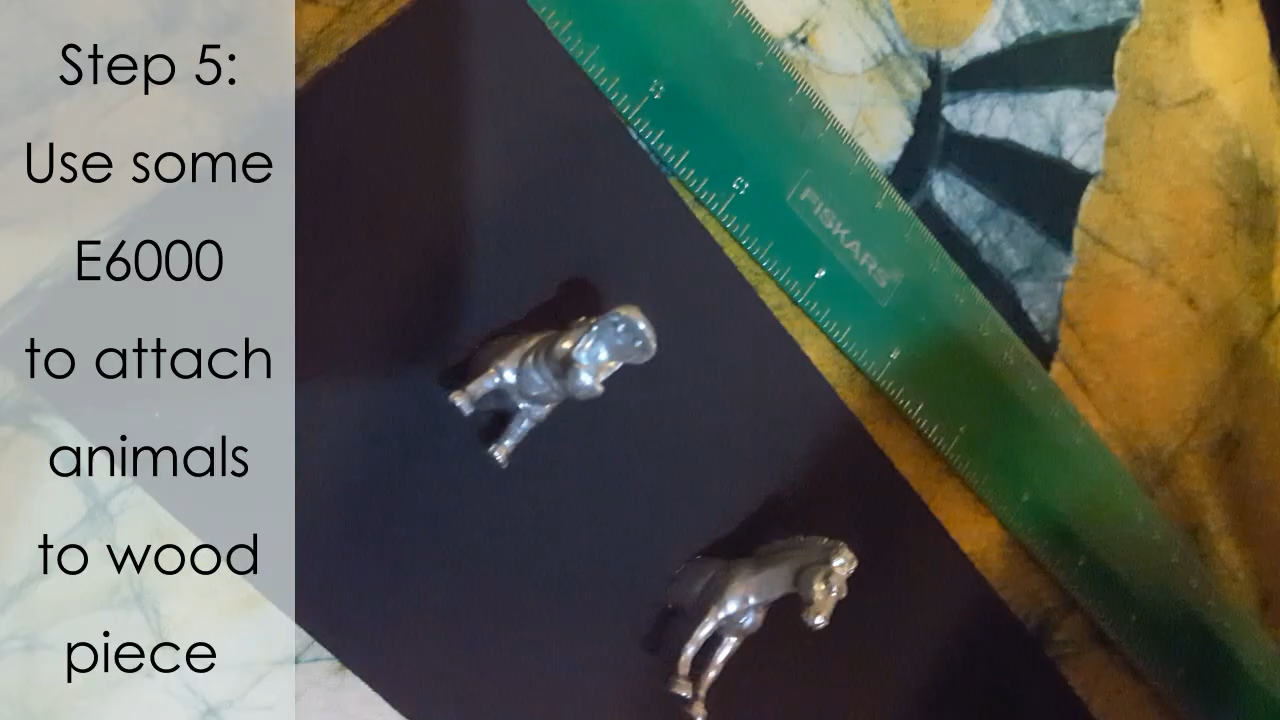 Step 5:
Use some
E6000
to attach
animals
to wood
piece
FISKARS